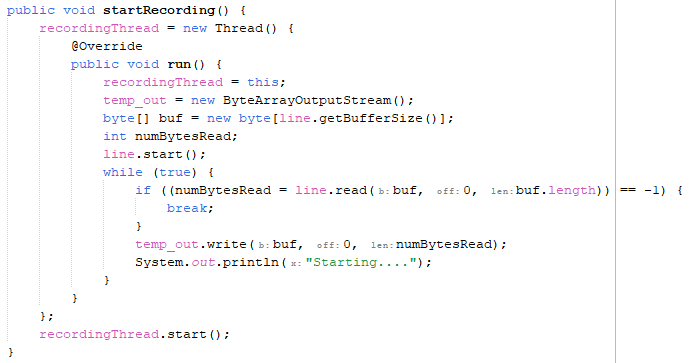 public void startRecording() {
recordingThread = new Thread() {
@Override
public void run() {
recordingThread = this;
temp_out = new ByteArrayOutputStream();
byte[] buf = new byte[line.getBufferSize()];
int numBytesRead;
line.start();
while (true) {
if ((numBytesRead = line.read( b: buf, off: 0, len: buf.length)) == -1) {
break;
}
temp_out.write( b: buf, off: 0, len: numBytesRead);
System.out.println( x: "Starting....");
}
}
};
recordingThread.start();
}